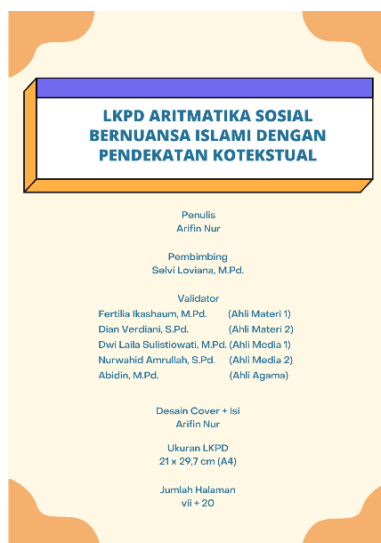 LKPD ARITMATIKA SOSIAL
BERNUANSA ISLAMI DENGAN
PENDEKATAN KOTEKSTUAL
Penulis
Arifin Nur
Pembimbing
Selvi Loviana, M.Pd.
Validator
Fertilia Ikashaum, M.Pd. (Ahli Materi 1)
Dian Verdiani, S.Pd. (Ahli Materi 2)
Dwi Laila Sulistiowati, M.Pd. (Ahli Media 1)
Nurwahid Amrullah, S.Pd. (Ahli Media 2)
Abidin, M.Pd. (Ahli Agama)
Desain Cover + Isi
Arifin Nur
Ukuran LKPD
21 x 29,7 cm (A4)
Jumlah Halaman
vii + 20